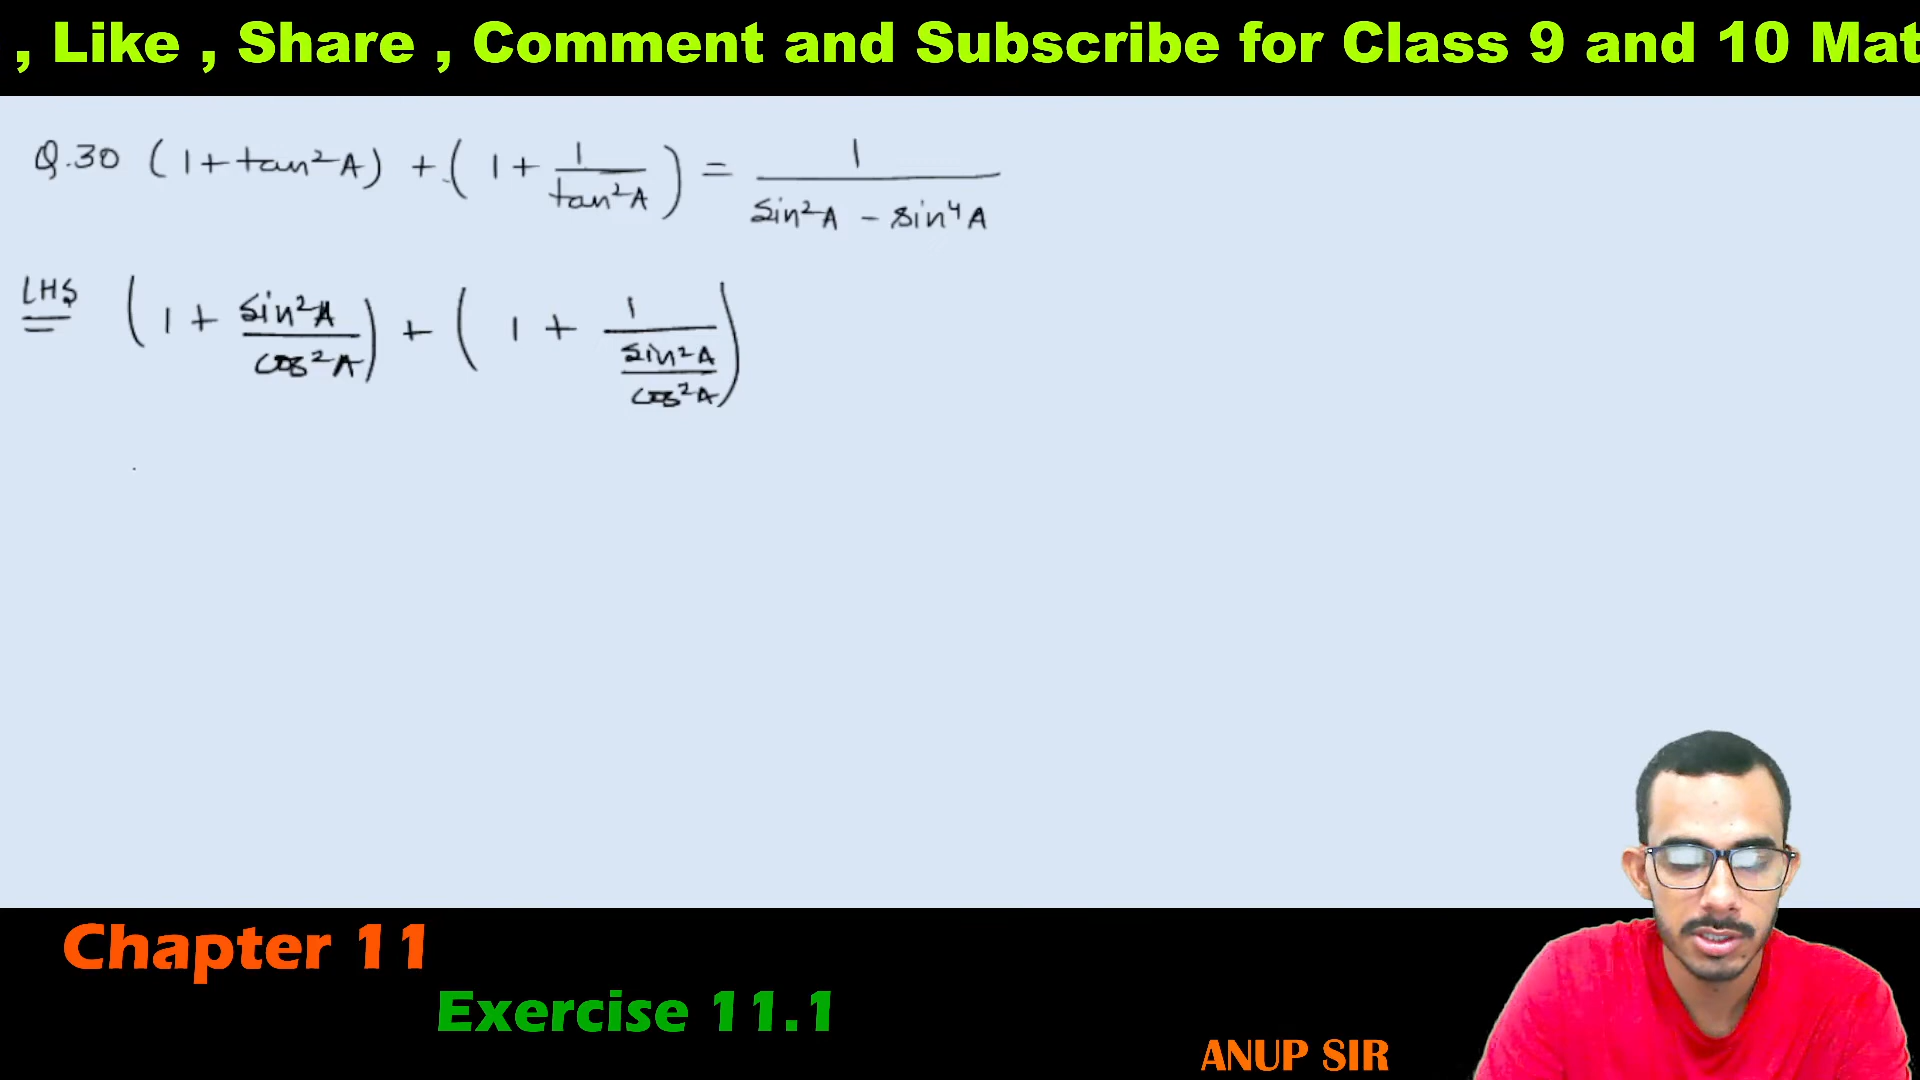 , Like , Share , Comment and Subscribe for Class 9 and 10 Mat
Q.30 (1 + tan²A) + (1 + 1/tan²A) = 1/(sin²A - sin⁴A)
LHS (1 + sin²A/cos²A) + (1 + 1/(sin²A/cos²A))
Chapter 11
Exercise 11.1
ANUP SIR